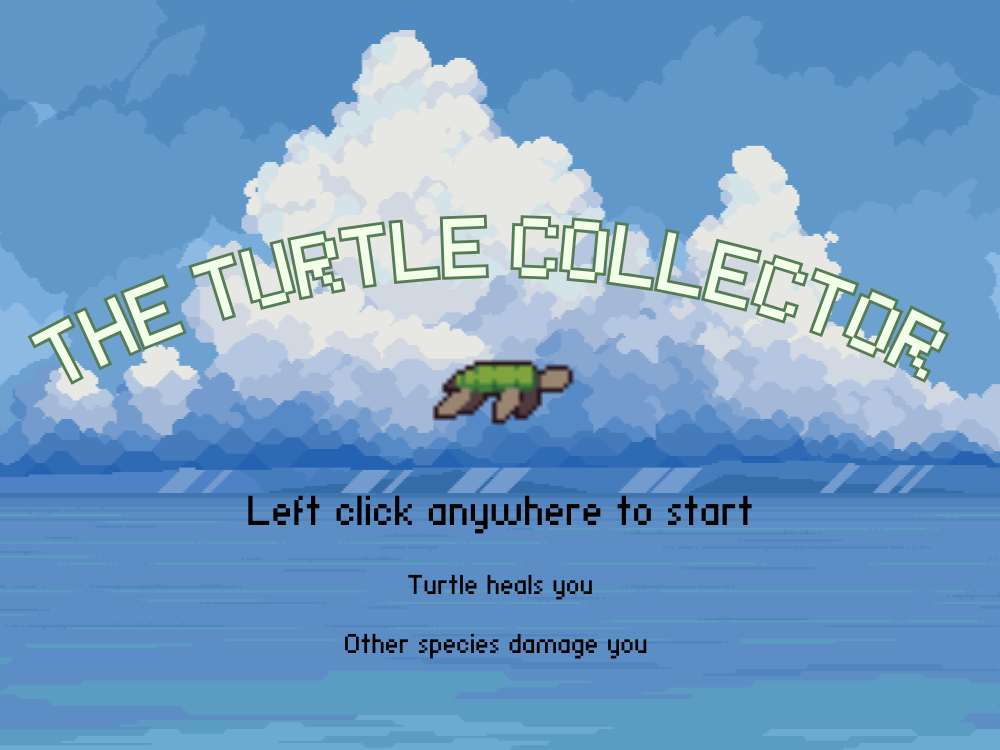 THE TURTLE COLLECTOR
Left click anywhere to start
Turtle heals you
Other species damage you